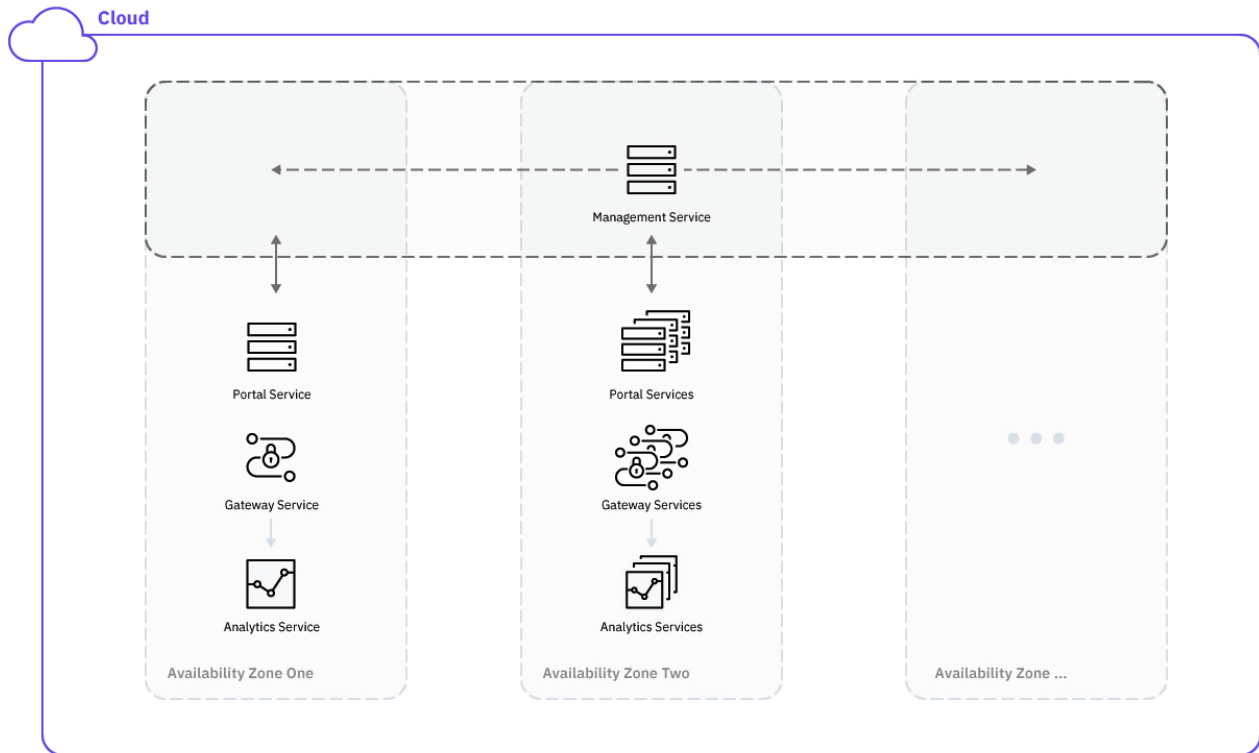 Cloud
Management Service
Portal Service
Portal Services
Gateway Service
Gateway Services
Analytics Service
Analytics Services
Availability Zone One
Availability Zone Two
Availability Zone ...